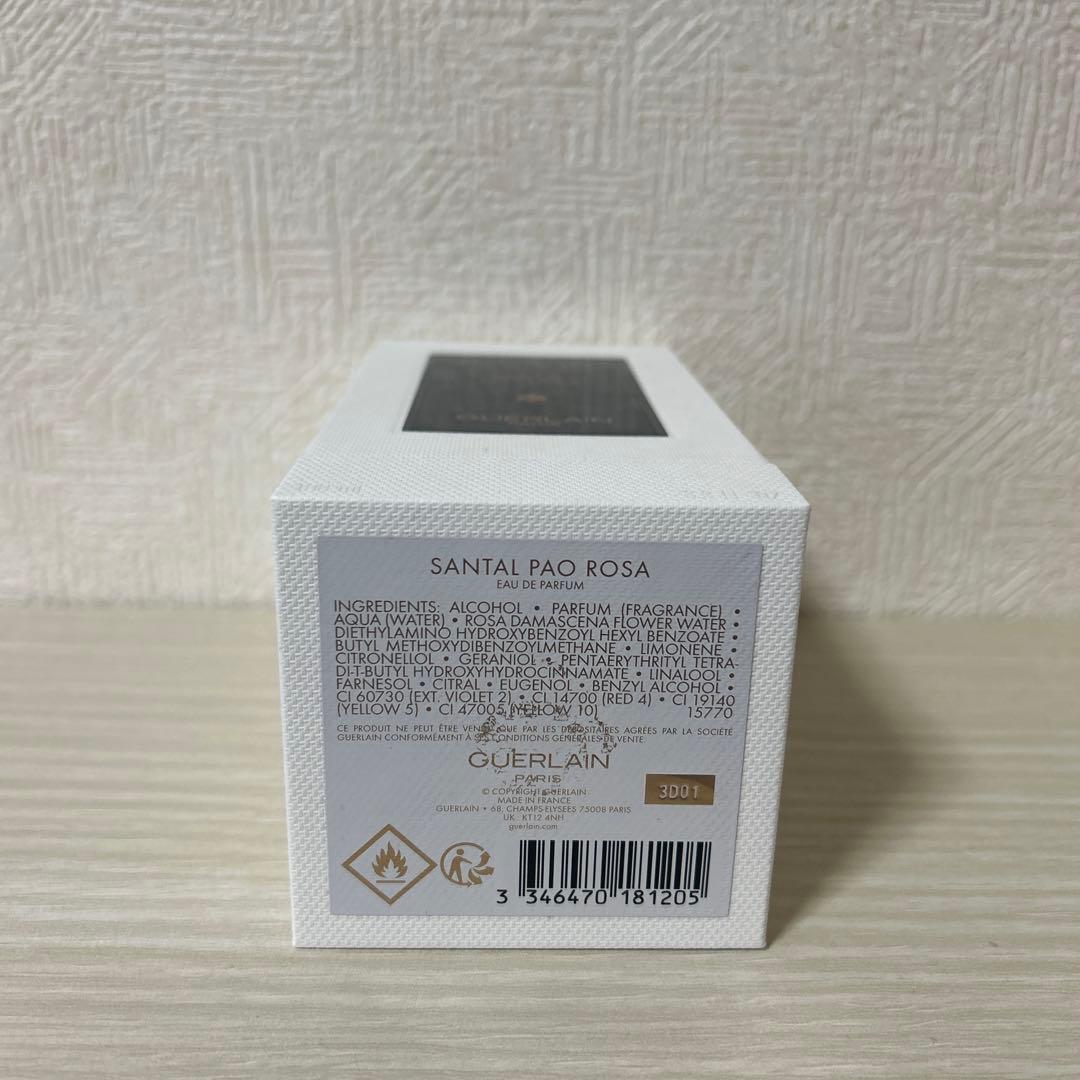 GUERLAIN
SANTAL PAO ROSA
EAU DE PARFUM
INGREDIENTS: ALCOHOL • PARFUM (FRAGRANCE) •
AQUA (WATER) • ROSA DAMASCENA FLOWER WATER •
DIETHYLAMINO HYDROXYBENZOYL HEXYL BENZOATE •
BUTYL METHOXYDIBENZOYLMETHANE • LIMONENE •
CITRONELLOL • GERANIOL • PENTAERYTHRITYL TETRA-
DI-T-BUTYL HYDROXYHYDROCINNAMATE • LINALOOL •
FARNESOL • CITRAL • EUGENOL • BENZYL ALCOHOL •
CI 60730 (EXT. VIOLET 2) • CI 14700 (RED 4) • CI 19140
(YELLOW 5) • CI 47005 (YELLOW 10) 15770
CE PRODUIT NE PEUT ÊTRE VENDU QUE PAR LES DÉPOSITAIRES AGRÉES PAR LA SOCIÉTÉ
GUERLAIN CONFORMÉMENT À SES CONDITIONS GÉNÉRALES DE VENTE.
GUERLAIN
PARIS
3D01
© COPYRIGHT GUERLAIN
MADE IN FRANCE
GUERLAIN • 68, CHAMPS-ELYSEES 75008 PARIS
UK : KT12 4NH
guerlain.com
3 346470 181205